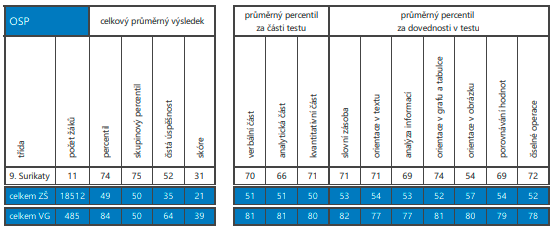 OSP
celkový průměrný výsledek
průměrný percentil
za části testu
průměrný percentil
za dovednosti v testu
třída
počet žáků
percentil
skupinový percentil
čistá úspěšnost
skóre
verbální část
analytická část
kvantitativní část
slovní zásoba
orientace v textu
analýza informací
orientace v grafu a tabulce
orientace v obrázku
porovnávání hodnot
číselné operace
9. Surikaty 11 74 75 52 31 70 66 71 71 71 69 74 54 69 72
celkem ZŠ 18512 49 50 35 21 51 51 50 53 54 53 52 57 54 52
celkem VG 485 84 50 64 39 81 81 80 82 77 77 81 80 79 78